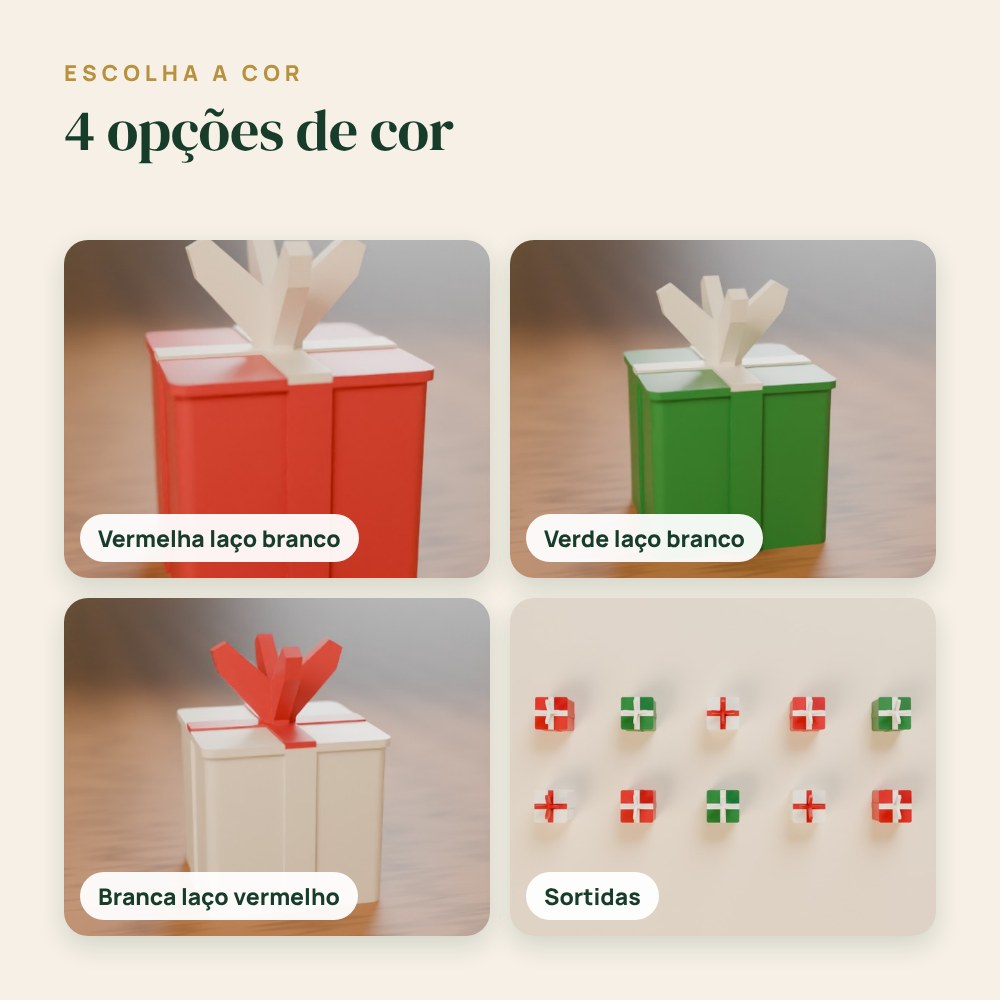 ESCOLHA A COR
4 opções de cor
Vermelha laço branco
Verde laço branco
Branca laço vermelho
Sortidas